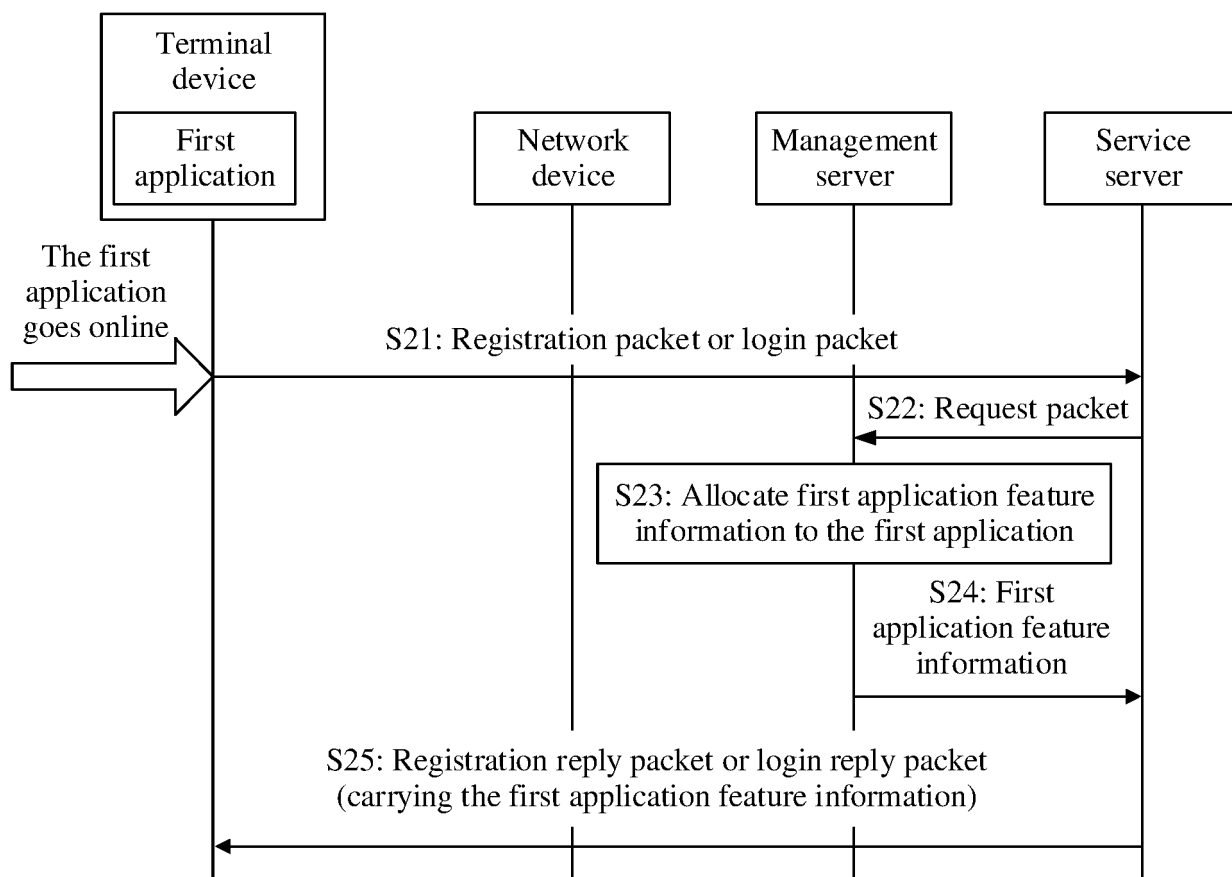 Terminal
device
First
application
Network
device
Management
server
Service
server
The first
application
goes online
S21: Registration packet or login packet
S22: Request packet
S23: Allocate first application feature
information to the first application
S24: First
application feature
information
S25: Registration reply packet or login reply packet
(carrying the first application feature information)